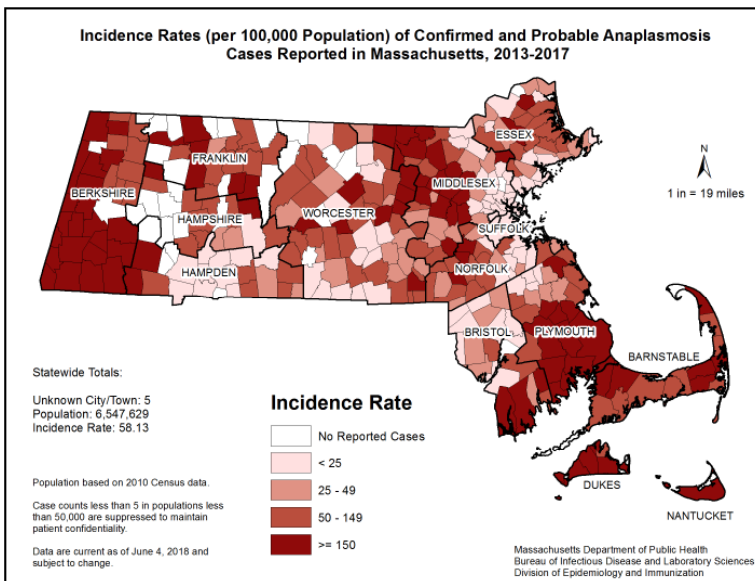 Incidence Rates (per 100,000 Population) of Confirmed and Probable Anaplasmosis
Cases Reported in Massachusetts, 2013-2017
ESSEX
N
1 in = 19 miles
FRANKLIN
MIDDLESEX
BERKSHIRE
HAMPSHIRE
WORCESTER
SUFFOLK
HAMPDEN
NORFOLK
BRISTOL
PLYMOUTH
BARNSTABLE
DUKES
NANTUCKET
Statewide Totals:
Unknown City/Town: 5
Population: 6,547,629
Incidence Rate: 58.13
Population based on 2010 Census data.
Case counts less than 5 in populations less
than 50,000 are suppressed to maintain
patient confidentiality.
Data are current as of June 4, 2018 and
subject to change.
Incidence Rate
No Reported Cases
< 25
25 - 49
50 - 149
>= 150
Massachusetts Department of Public Health
Bureau of Infectious Disease and Laboratory Sciences
Division of Epidemiology and Immunization